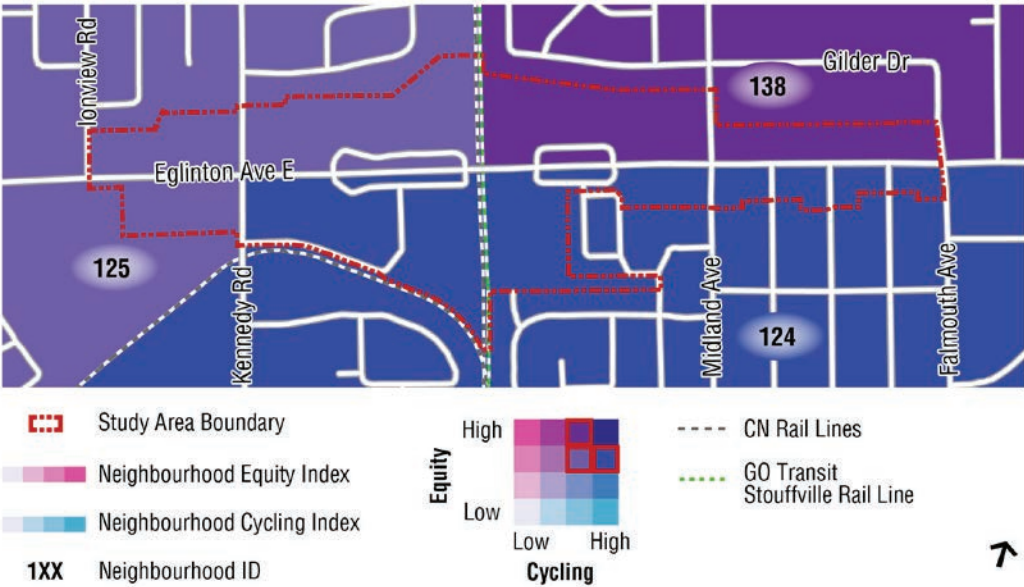 Ionview Rd
Gilder Dr
138
Eglinton Ave E
125
Kennedy Rd
Midland Ave
124
Falmouth Ave
Study Area Boundary
Neighbourhood Equity Index
Neighbourhood Cycling Index
1XX Neighbourhood ID
High
Equity
Low
Low High
Cycling
CN Rail Lines
GO Transit
Stouffville Rail Line